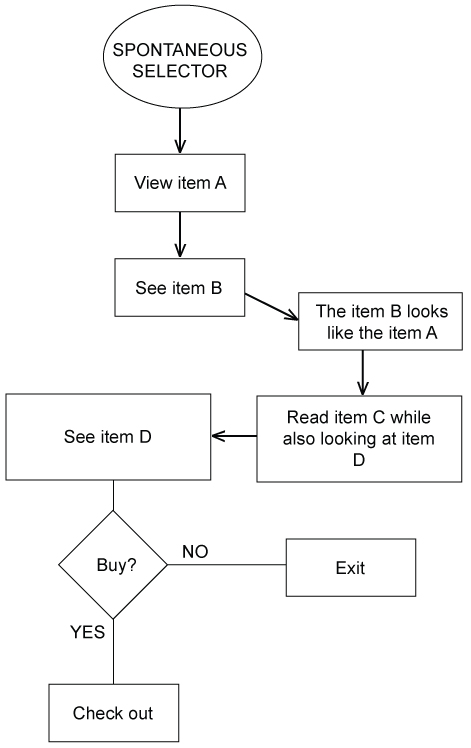 SPONTANEOUS
SELECTOR
View item A
See item B
The item B looks
like the item A
Read item C while
also looking at item
D
See item D
Buy?
NO
Exit
YES
Check out